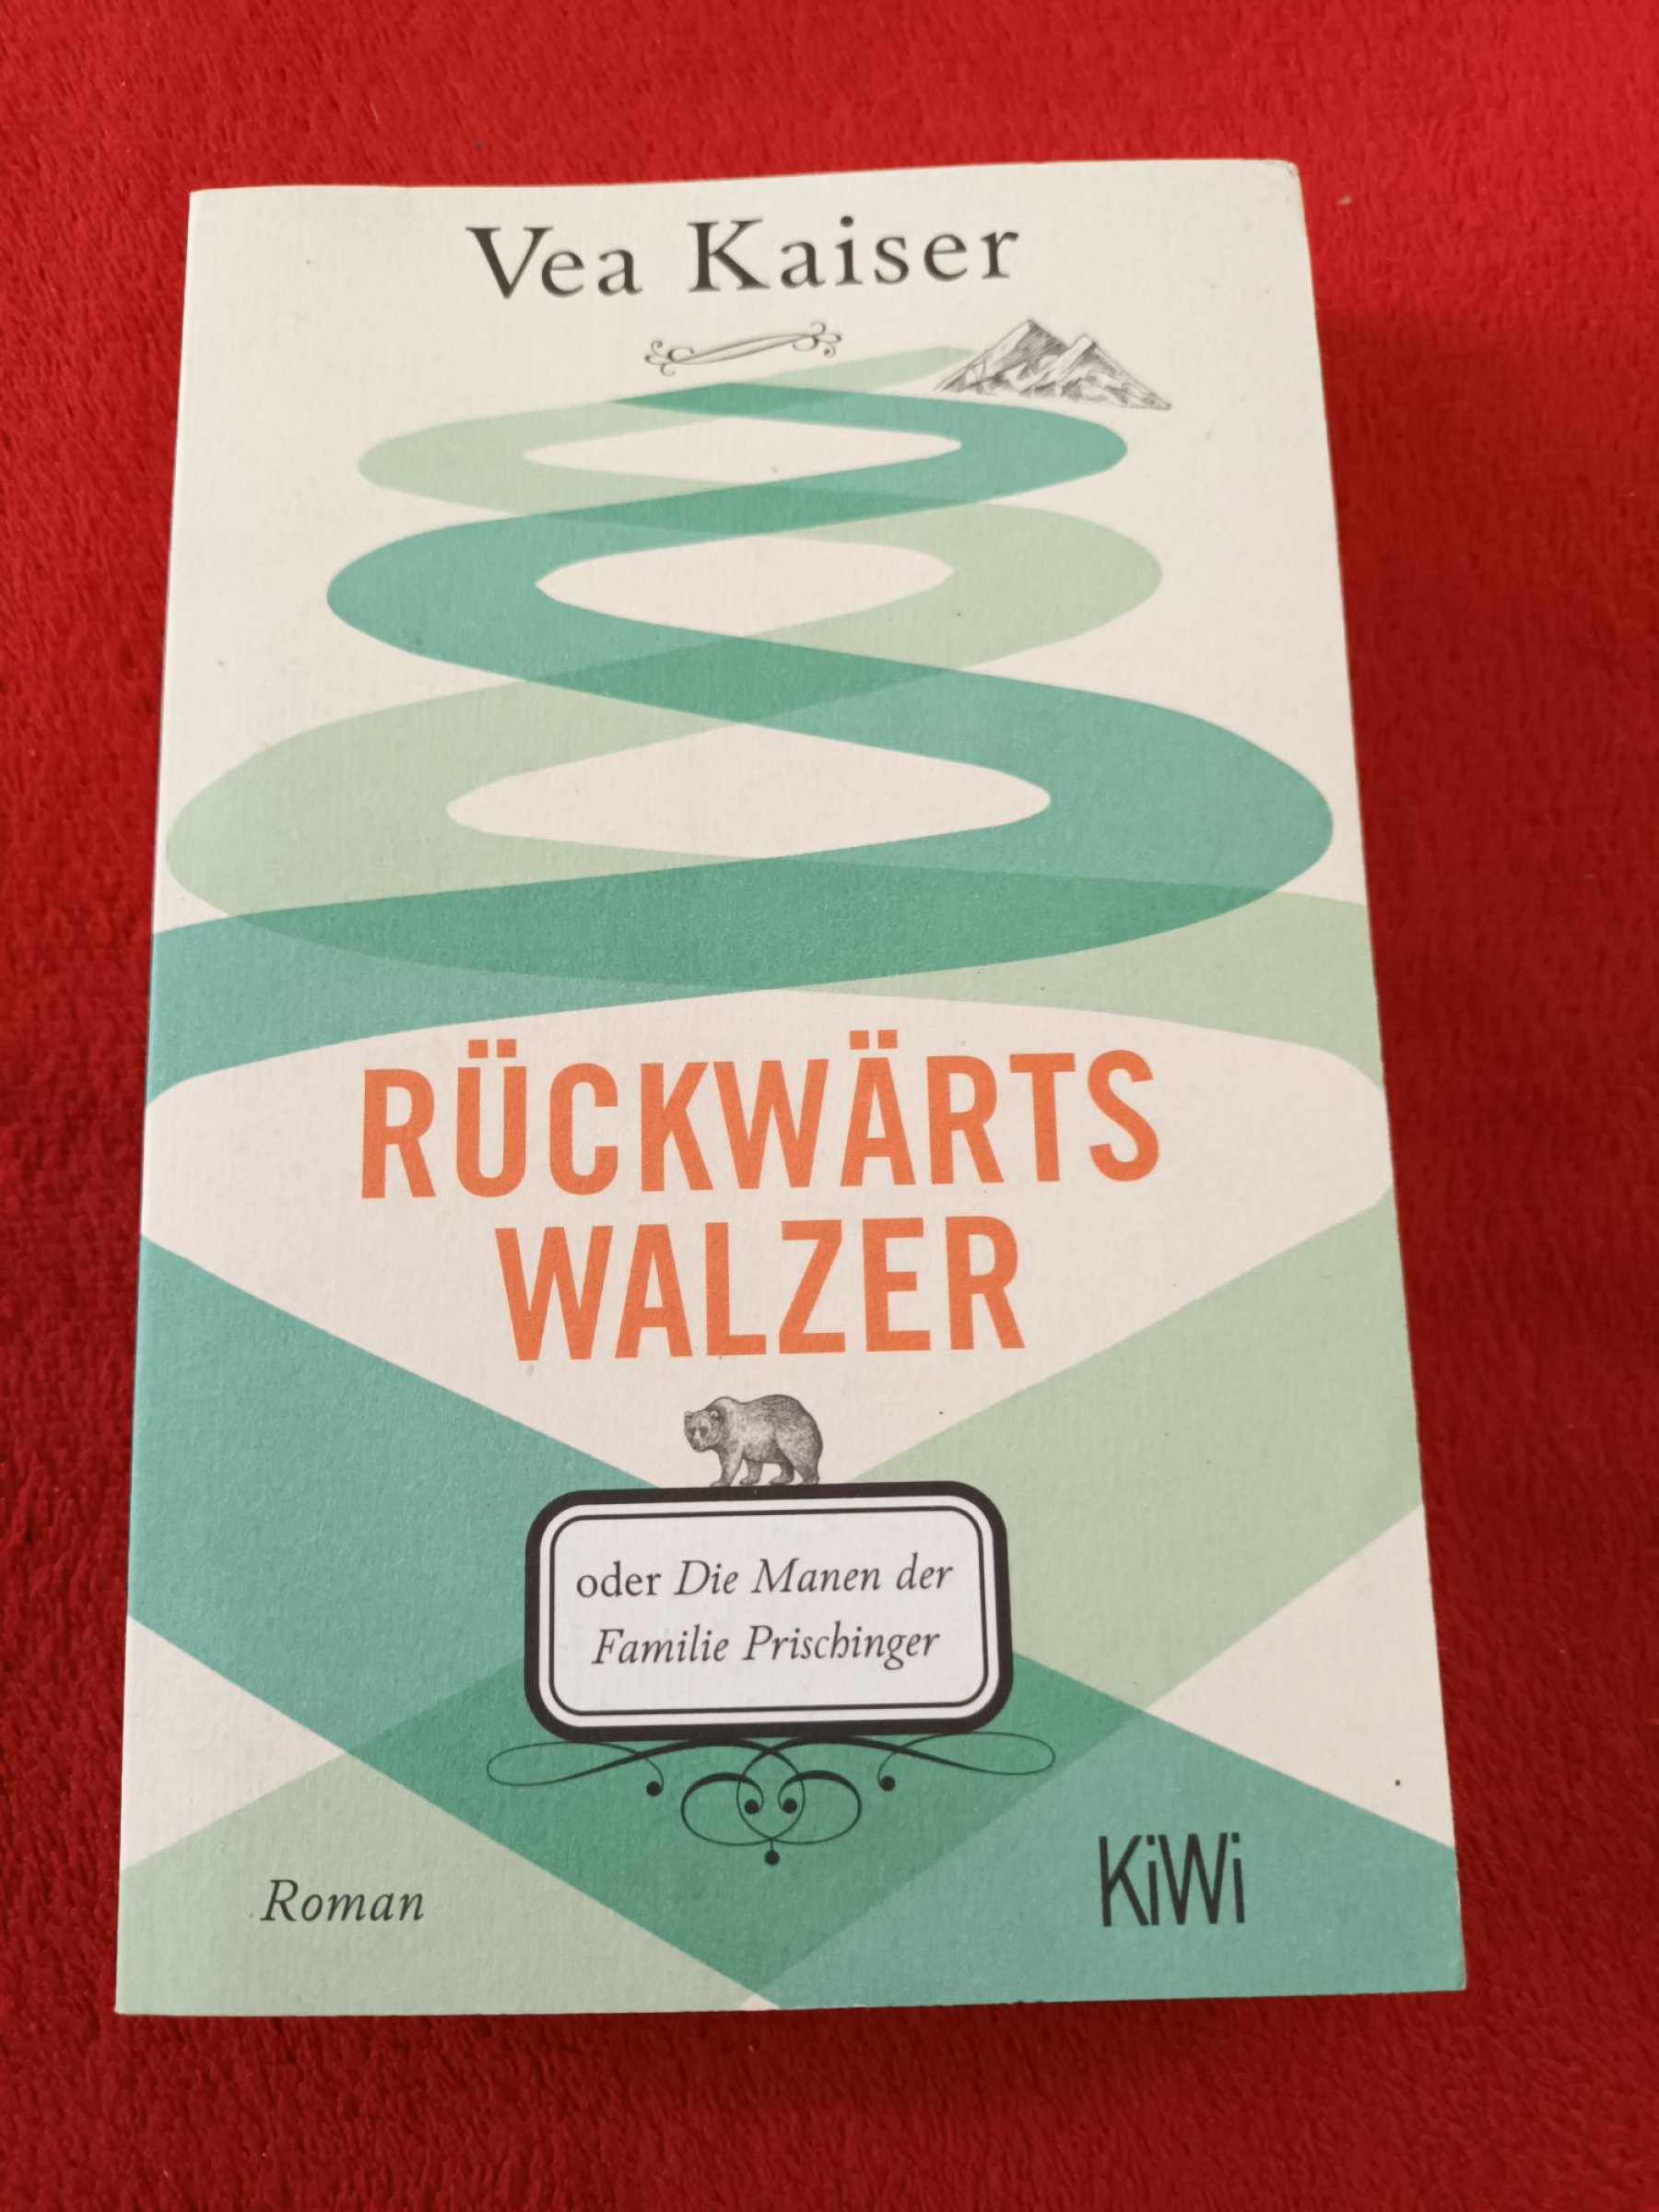 Vea Kaiser
RÜCKWÄRTS
WALZER
oder Die Manen der
Familie Prischinger
Roman
KiWi